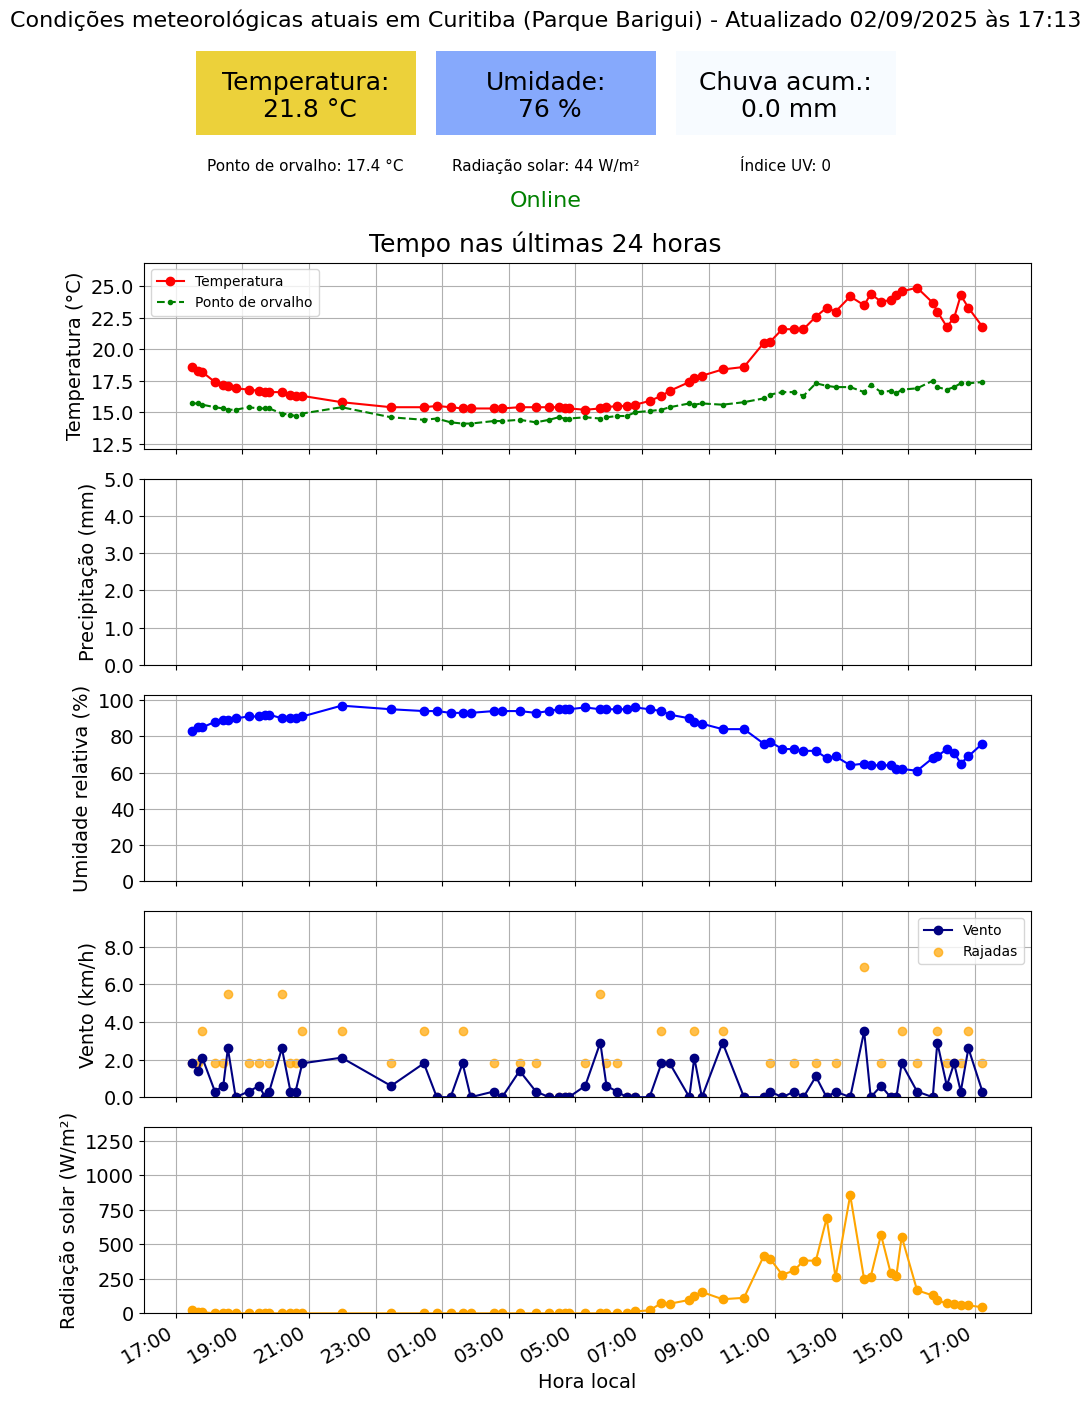 Condições meteorológicas atuais em Curitiba (Parque Barigui) - Atualizado 02/09/2025 às 17:13
Temperatura:
21.8 °C
Umidade:
76 %
Chuva acum.:
0.0 mm
Ponto de orvalho: 17.4 °C
Radiação solar: 44 W/m²
Índice UV: 0
Online
Tempo nas últimas 24 horas
Temperatura (°C)
25.0
22.5
20.0
17.5
15.0
12.5
Temperatura
Ponto de orvalho
Precipitação (mm)
5.0
4.0
3.0
2.0
1.0
0.0
Umidade relativa (%)
100
80
60
40
20
0
Vento (km/h)
8.0
6.0
4.0
2.0
0.0
Vento
Rajadas
Radiação solar (W/m²)
1250
1000
750
500
250
0
17:00
19:00
21:00
23:00
01:00
03:00
05:00
07:00
09:00
11:00
13:00
15:00
17:00
Hora local